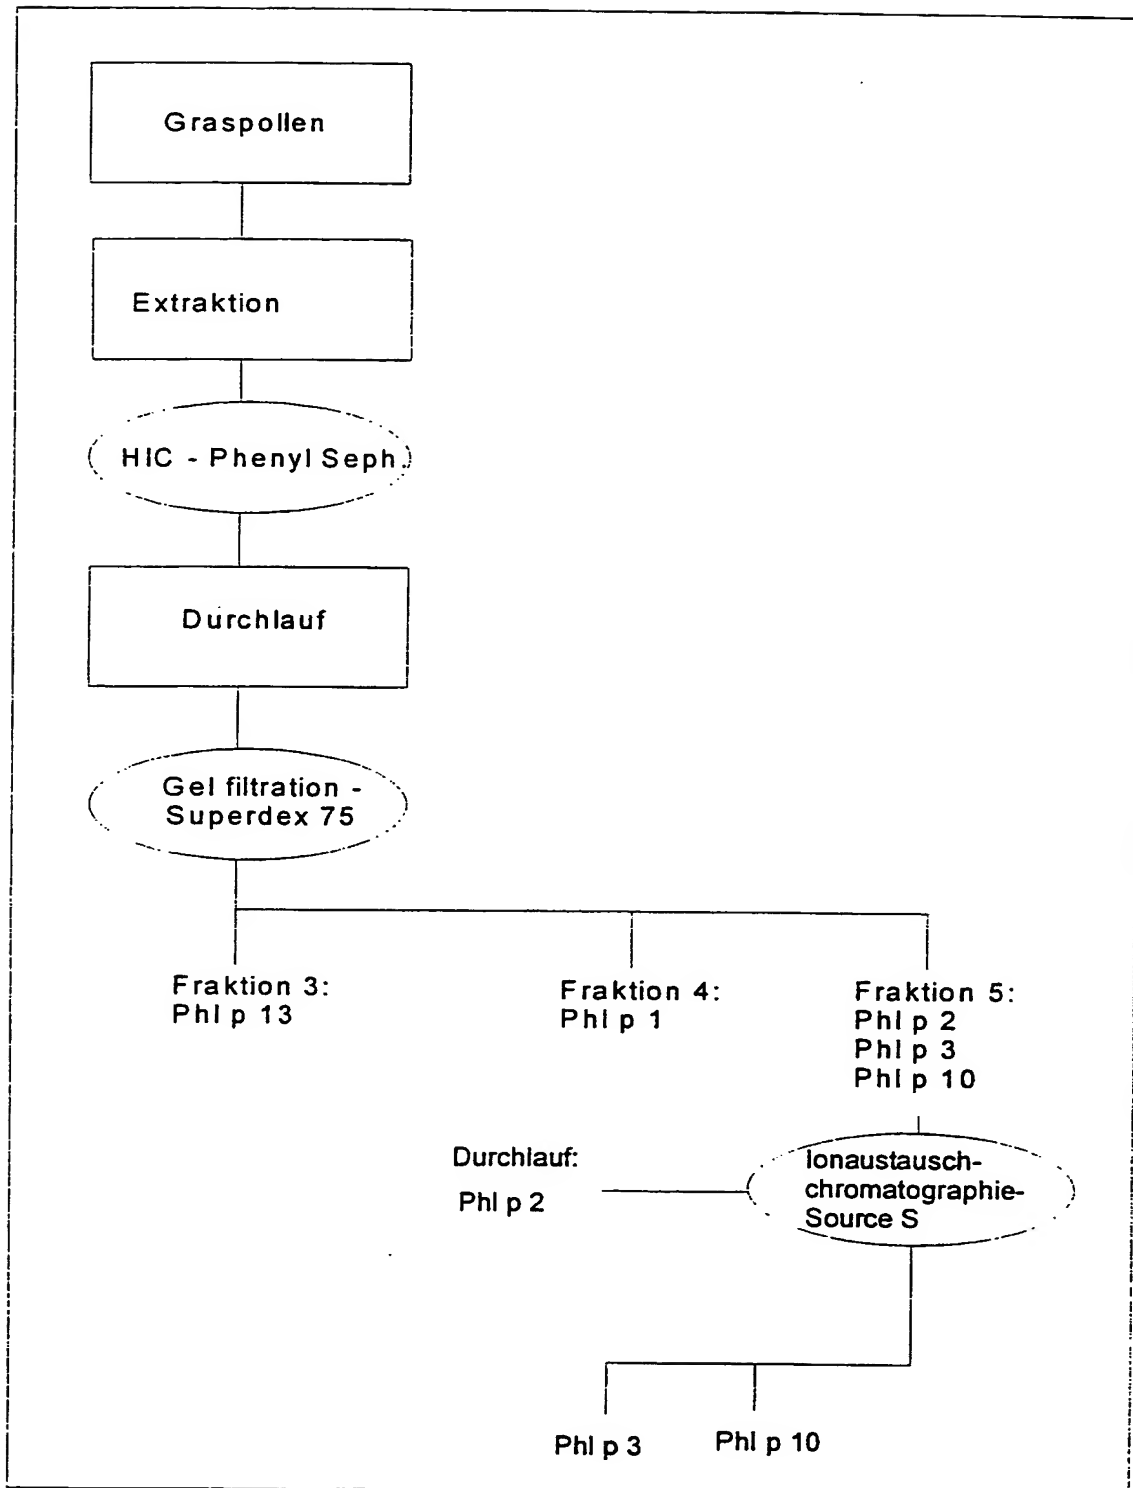 Graspollen
Extraktion
HIC - Phenyl Seph.
Durchlauf
Gel filtration -
Superdex 75
Fraktion 3:
Phl p 13
Fraktion 4:
Phl p 1
Fraktion 5:
Phl p 2
Phl p 3
Phl p 10
Durchlauf:
Phl p 2
Ionaustausch-
chromatographie-
Source S
Phl p 3
Phl p 10